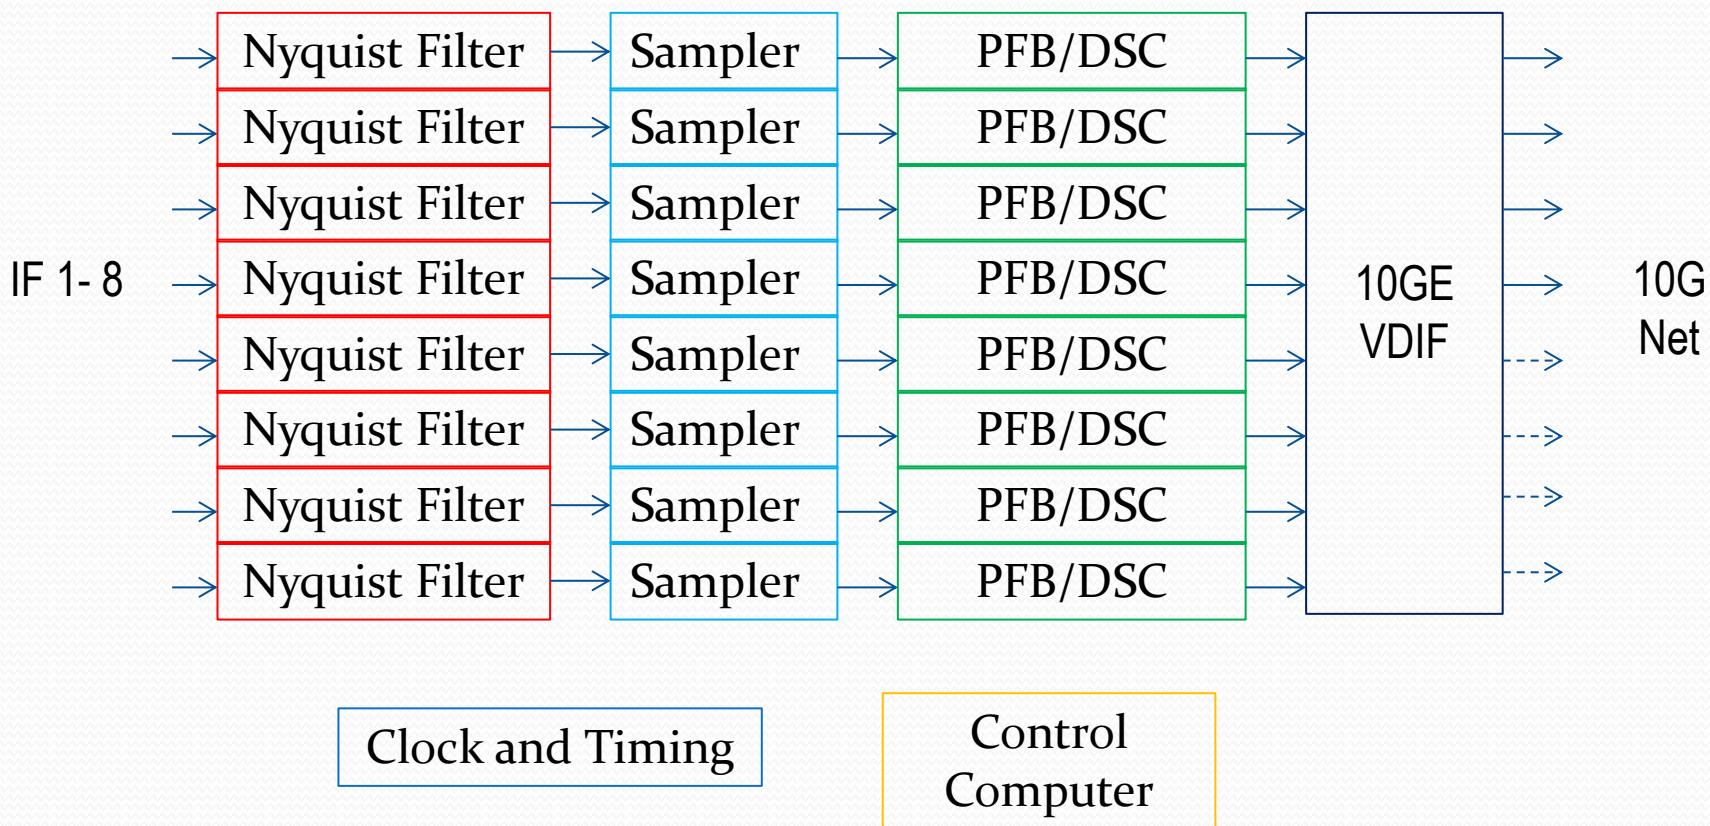 Nyquist Filter Sampler PFB/DSC
Nyquist Filter Sampler PFB/DSC
Nyquist Filter Sampler PFB/DSC
IF 1- 8 Nyquist Filter Sampler PFB/DSC
Nyquist Filter Sampler PFB/DSC
Nyquist Filter Sampler PFB/DSC
Nyquist Filter Sampler PFB/DSC
Nyquist Filter Sampler PFB/DSC
10GE
VDIF
10G
Net
Clock and Timing
Control
Computer